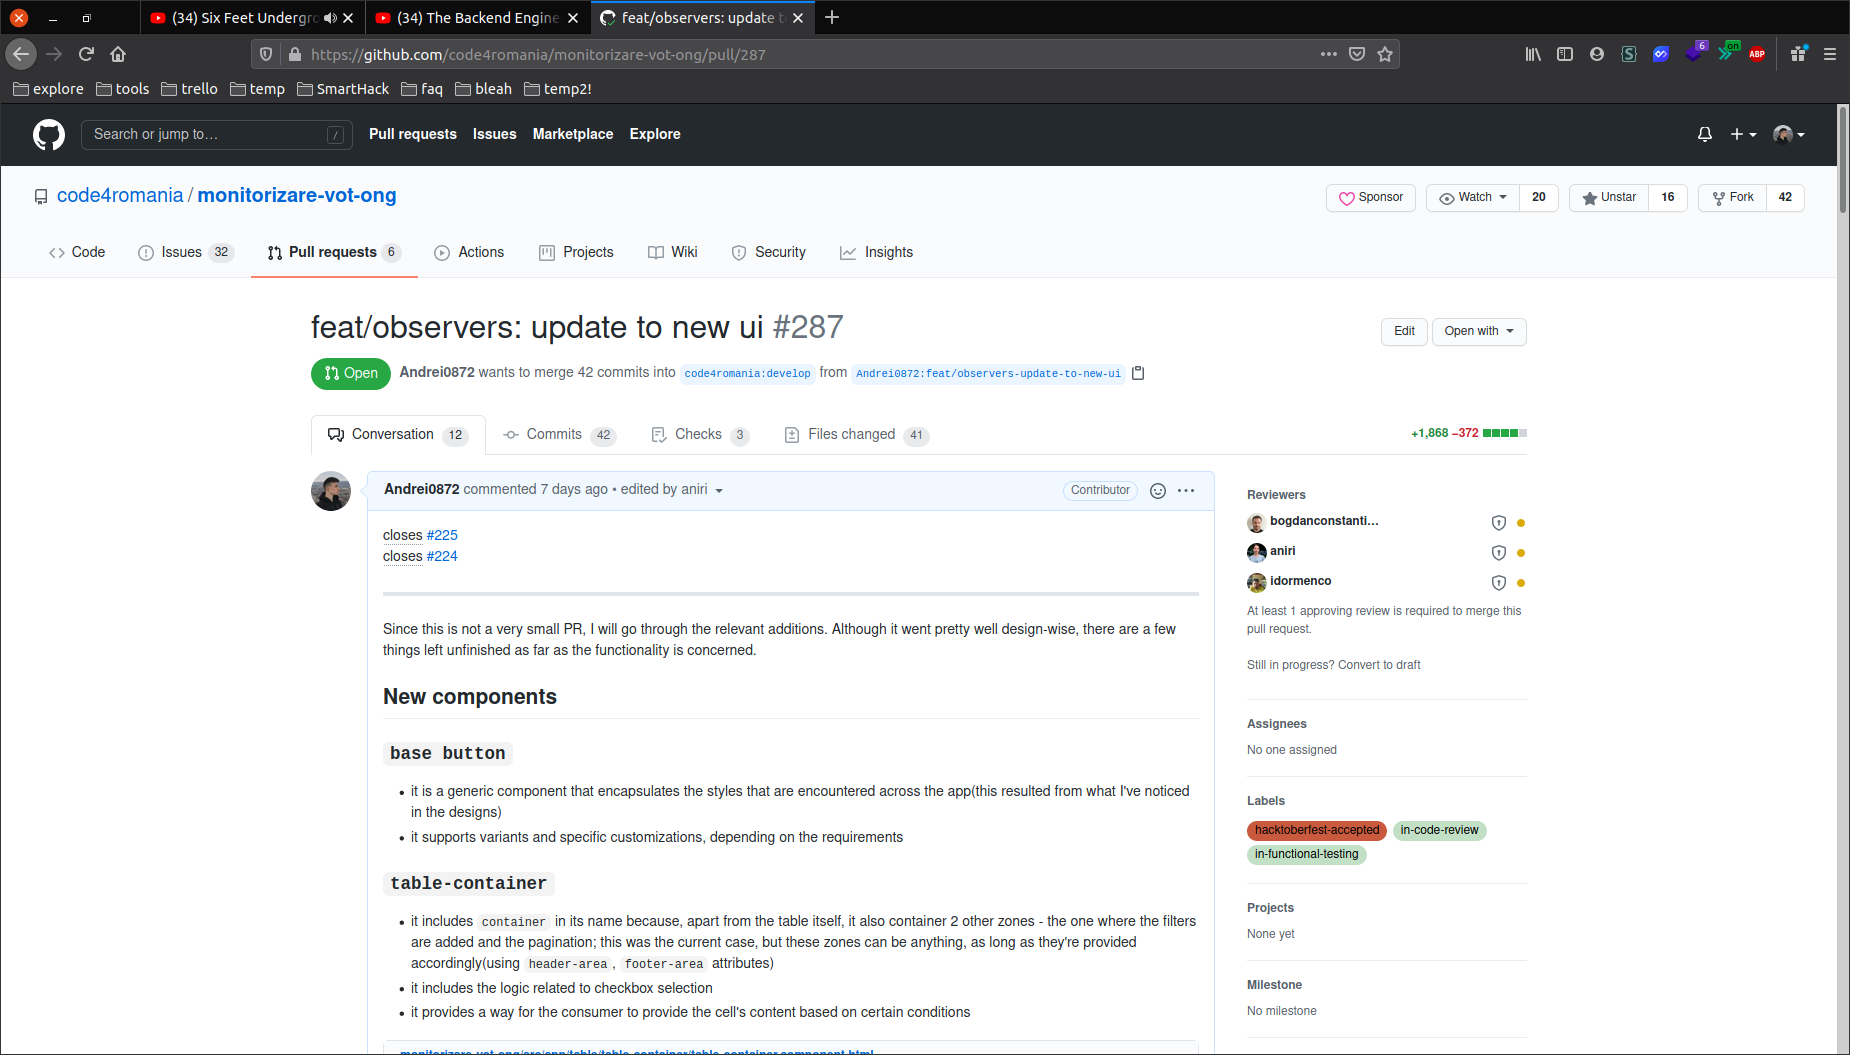 (34) Six Feet Undergro
(34) The Backend Engine
feat/observers: update t
https://github.com/code4romania/monitorizare-vot-ong/pull/287
6
on
ABP
explore
tools
trello
temp
SmartHack
faq
bleah
temp2!
Search or jump to…
/
Pull requests
Issues
Marketplace
Explore
code4romania / monitorizare-vot-ong
Sponsor
Watch 20
Unstar 16
Fork 42
Code
Issues 32
Pull requests 6
Actions
Projects
Wiki
Security
Insights
feat/observers: update to new ui #287
Edit
Open with
Open
Andrei0872 wants to merge 42 commits into code4romania:develop from Andrei0872:feat/observers-update-to-new-ui
Conversation 12
Commits 42
Checks 3
Files changed 41
+1,868 −372
Andrei0872 commented 7 days ago • edited by aniri
Contributor
closes #225
closes #224
Since this is not a very small PR, I will go through the relevant additions. Although it went pretty well design-wise, there are a few
things left unfinished as far as the functionality is concerned.
New components
base button
• it is a generic component that encapsulates the styles that are encountered across the app(this resulted from what I've noticed
in the designs)
• it supports variants and specific customizations, depending on the requirements
table-container
• it includes container in its name because, apart from the table itself, it also container 2 other zones - the one where the filters
are added and the pagination; this was the current case, but these zones can be anything, as long as they're provided
accordingly(using header-area, footer-area attributes)
• it includes the logic related to checkbox selection
• it provides a way for the consumer to provide the cell's content based on certain conditions
monitorizare-vot-ong/src/app/table/table-container/table-container.component.html
Reviewers
bogdanconstanti…
aniri
idormenco
At least 1 approving review is required to merge this
pull request.
Still in progress? Convert to draft
Assignees
No one assigned
Labels
hacktoberfest-accepted
in-code-review
in-functional-testing
Projects
None yet
Milestone
No milestone